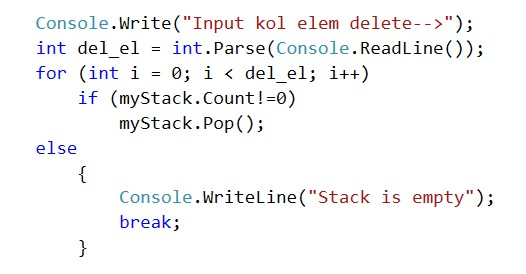 Console.Write("Input kol elem delete-->");
int del_el = int.Parse(Console.ReadLine());
for (int i = 0; i < del_el; i++)
if (myStack.Count!=0)
myStack.Pop();
else
{
Console.WriteLine("Stack is empty");
break;
}